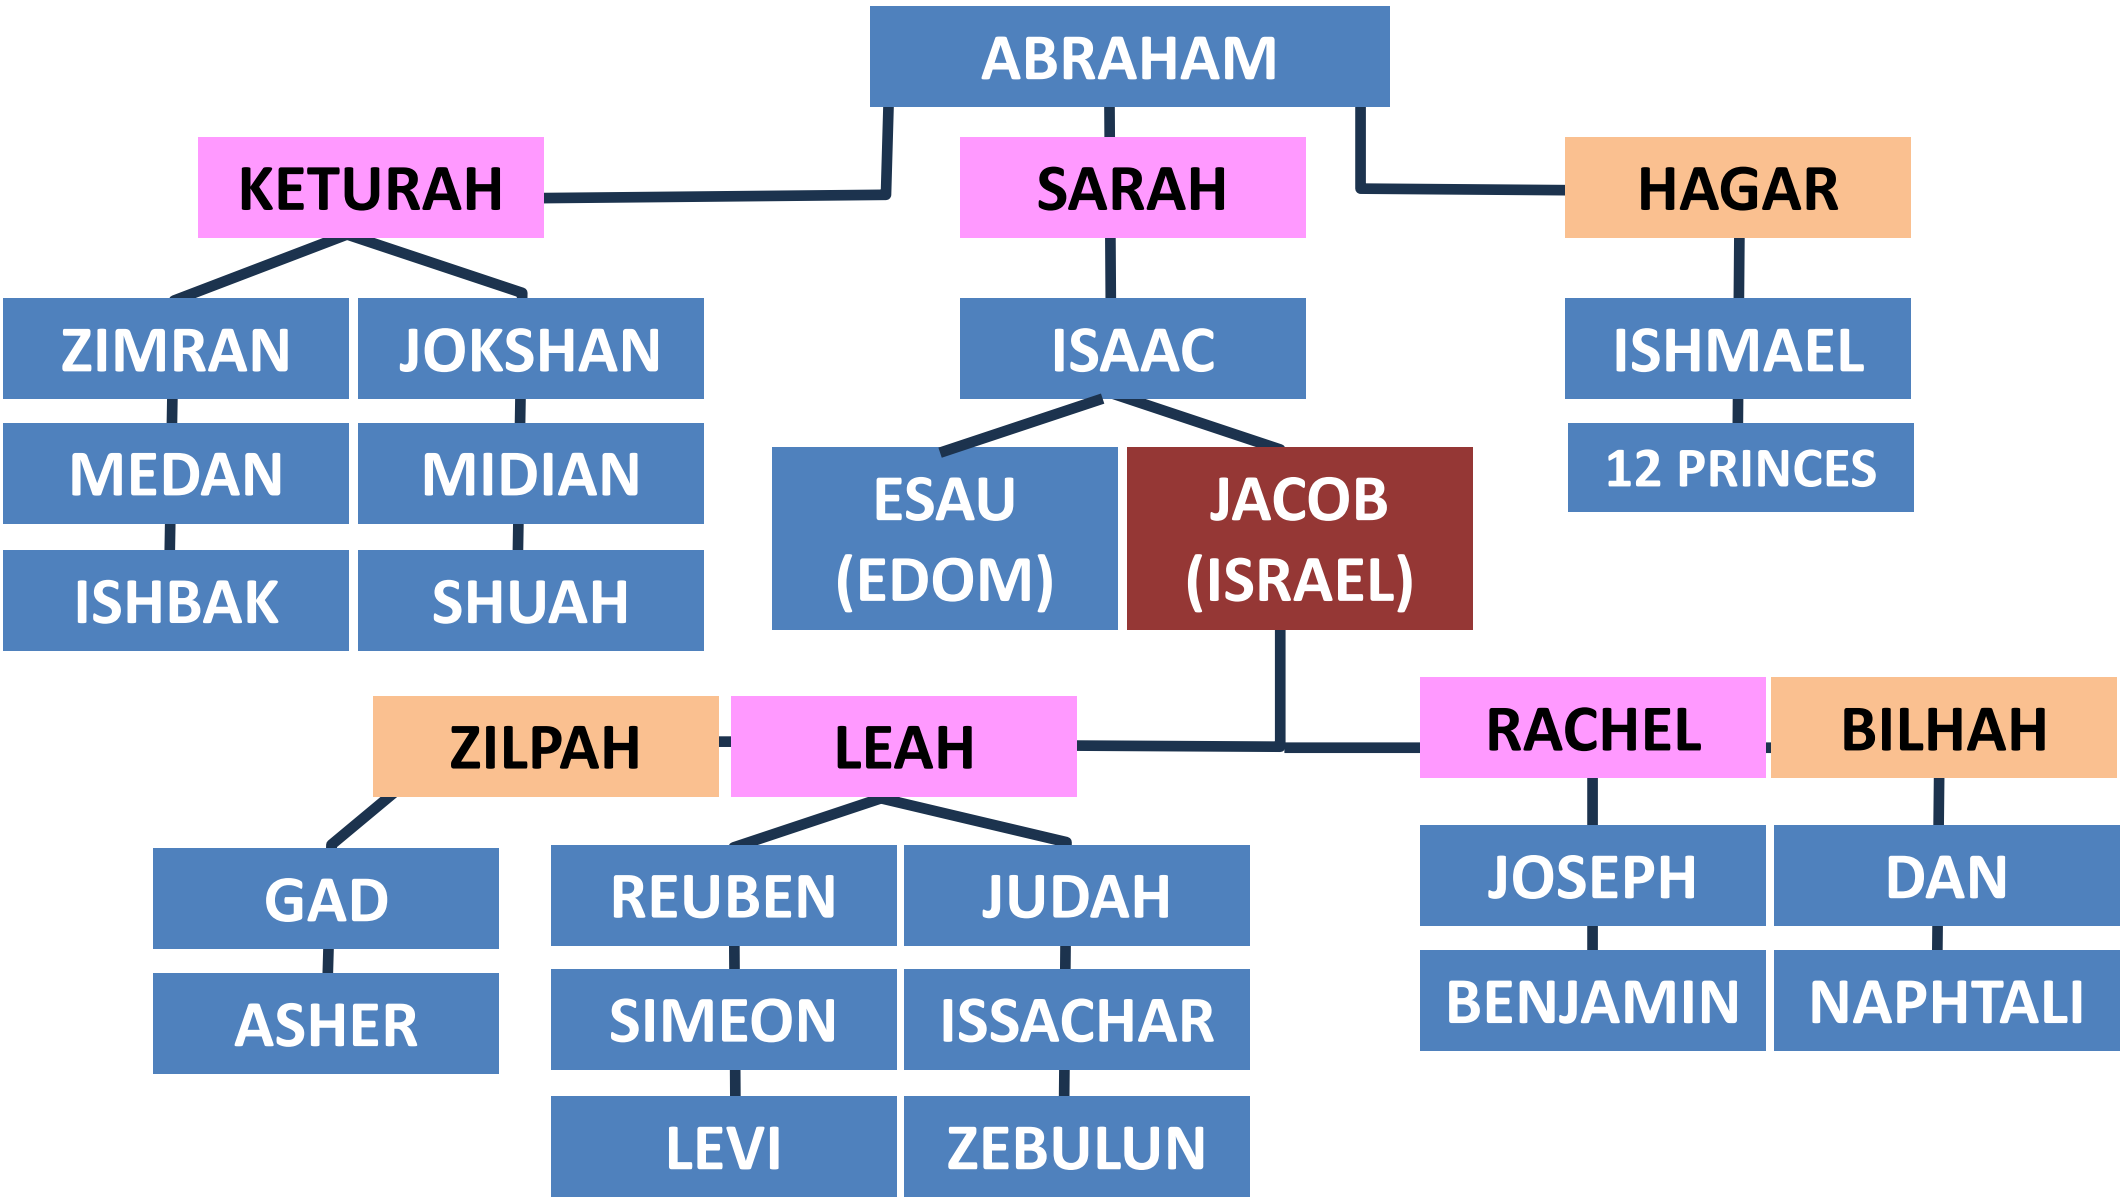 ABRAHAM
KETURAH
SARAH
HAGAR
ZIMRAN
JOKSHAN
ISAAC
ISHMAEL
MEDAN
MIDIAN
ESAU
(EDOM)
JACOB
(ISRAEL)
12 PRINCES
ISHBAK
SHUAH
ZILPAH
LEAH
RACHEL
BILHAH
GAD
REUBEN
JUDAH
JOSEPH
DAN
ASHER
SIMEON
ISSACHAR
BENJAMIN
NAPHTALI
LEVI
ZEBULUN